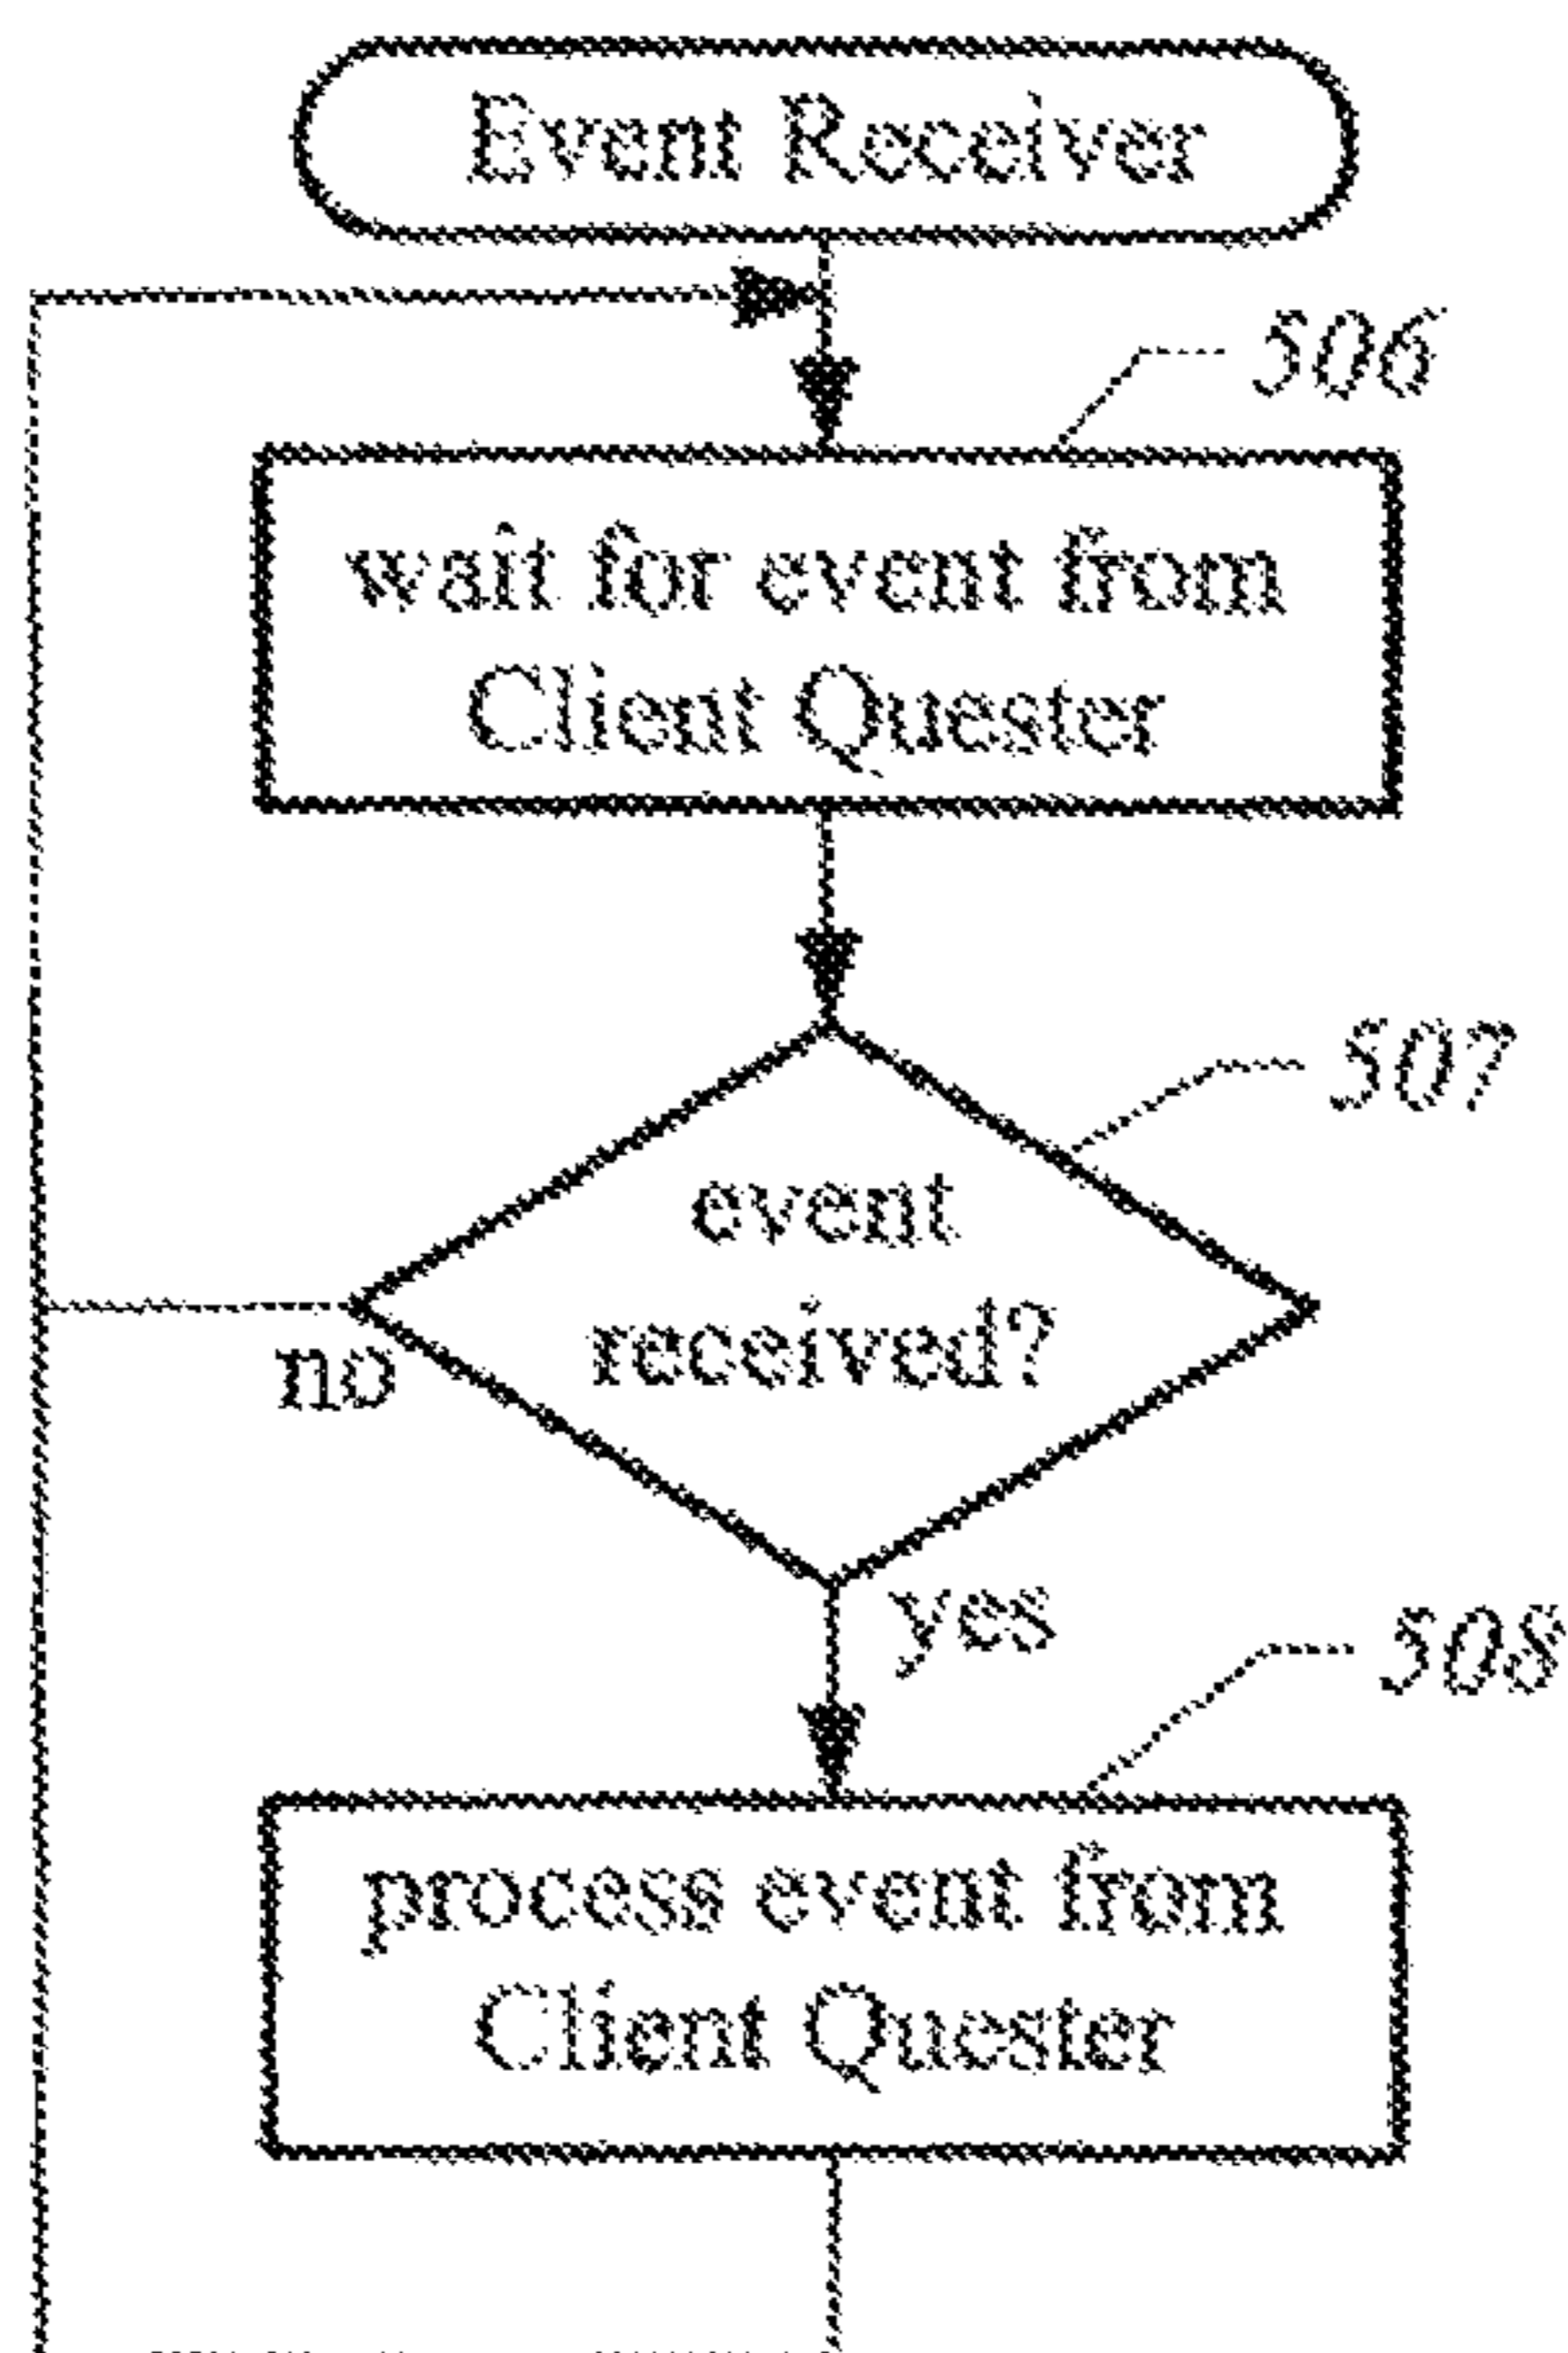 Event Receiver
506
wait for event from
Client Quester
507
event
received?
no
yes
508
process event from
Client Quester